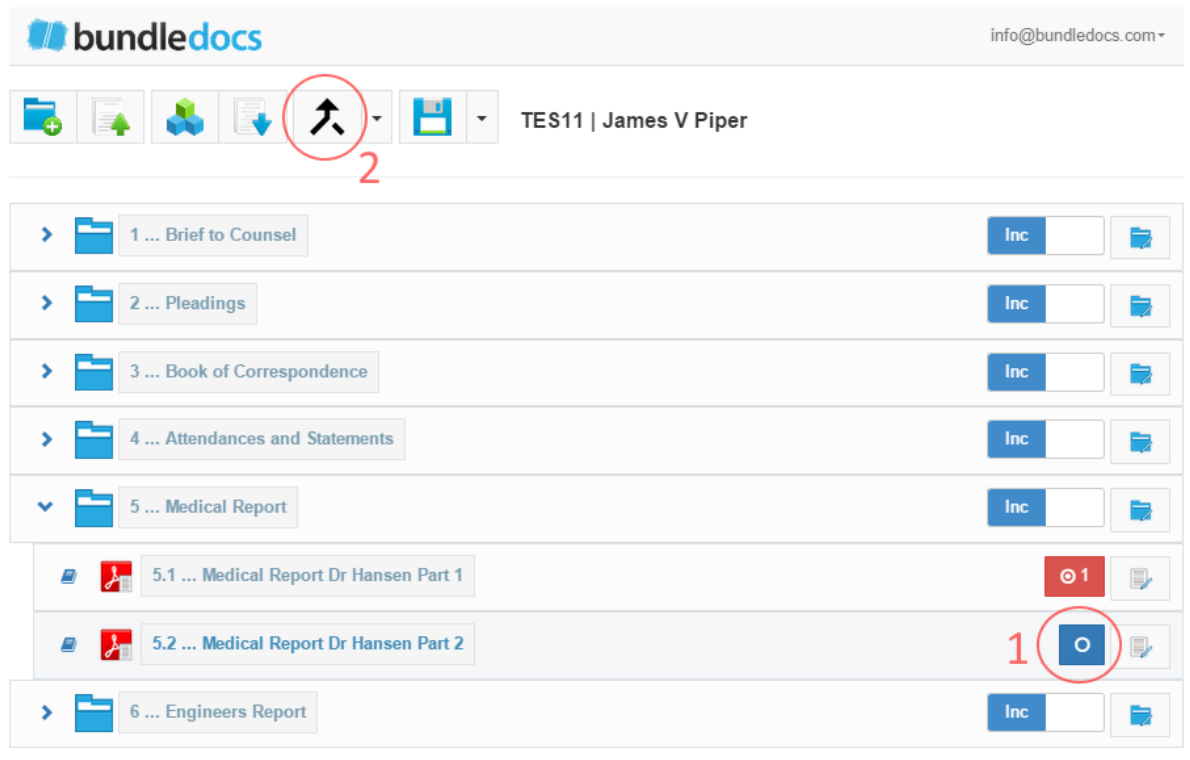 bundledocs
info@bundledocs.com
TES11 | James V Piper
2
1 ... Brief to Counsel
Inc
2 ... Pleadings
Inc
3 ... Book of Correspondence
Inc
4 ... Attendances and Statements
Inc
5 ... Medical Report
Inc
5.1 ... Medical Report Dr Hansen Part 1
1
5.2 ... Medical Report Dr Hansen Part 2
1
6 ... Engineers Report
Inc